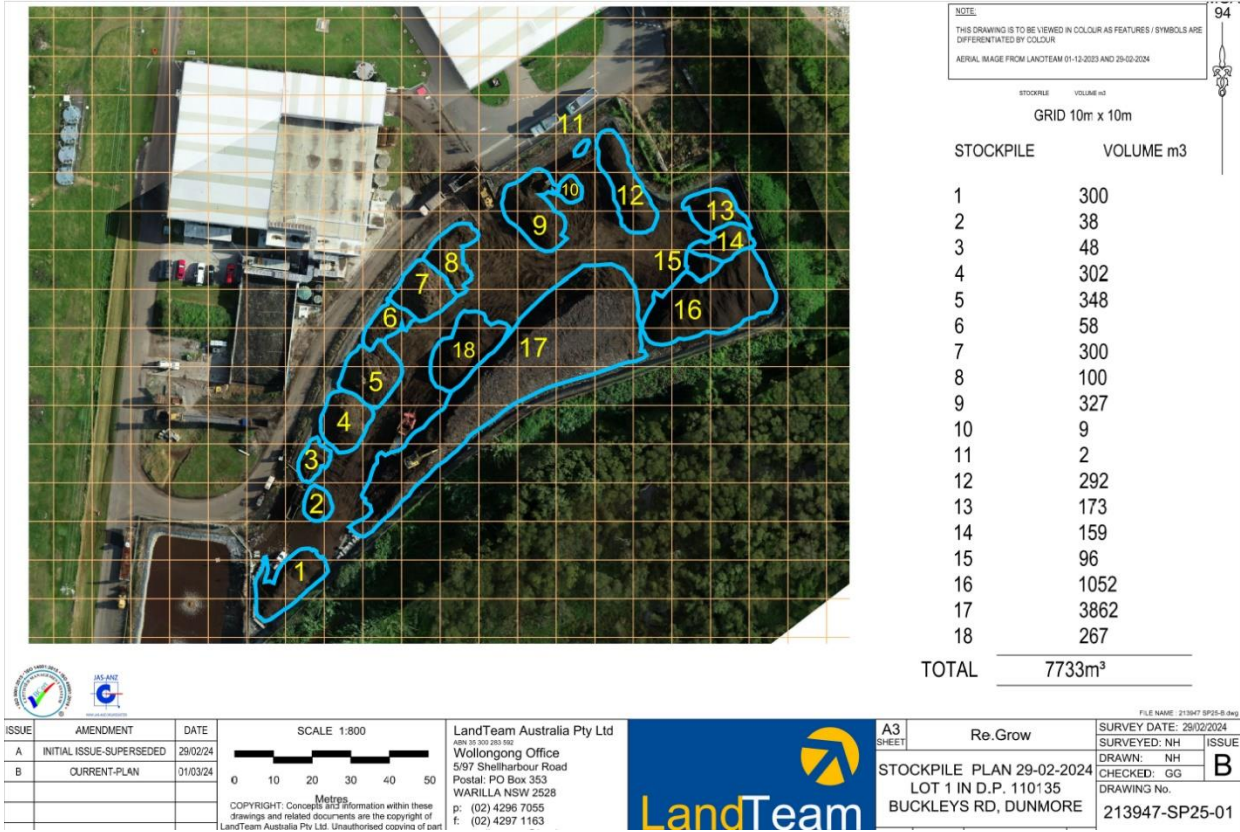 94
NOTE:
THIS DRAWING IS TO BE VIEWED IN COLOUR AS FEATURES / SYMBOLS ARE
DIFFERENTIATED BY COLOUR
AERIAL IMAGE FROM LANDTEAM 01-12-2023 AND 29-02-2024
STOCKPILE VOLUME m3
GRID 10m x 10m
STOCKPILE VOLUME m3
1 300
2 38
3 48
4 302
5 348
6 58
7 300
8 100
9 327
10 9
11 2
12 292
13 173
14 159
15 96
16 1052
17 3862
18 267
TOTAL 7733m³
11
10
12
9
13
14
15
8
7
16
6
17
18
5
4
3
2
1
JAS-ANZ
FILE NAME : 213947 SP25-B.dwg
ISSUE AMENDMENT DATE
A INITIAL ISSUE-SUPERSEDED 29/02/24
B CURRENT-PLAN 01/03/24
SCALE 1:800
0 10 20 30 40 50
Metres
COPYRIGHT: Concepts and information within these
drawings and related documents are the copyright of
LandTeam Australia Pty Ltd. Unauthorised copying of part
LandTeam Australia Pty Ltd
ABN 35 300 283 592
Wollongong Office
5/97 Shellharbour Road
Postal: PO Box 353
WARILLA NSW 2528
p: (02) 4296 7055
f: (02) 4297 1163
LandTeam
A3
SHEET
Re.Grow
STOCKPILE PLAN 29-02-2024
LOT 1 IN D.P. 110135
BUCKLEYS RD, DUNMORE
SURVEY DATE: 29/02/2024
SURVEYED: NH
DRAWN: NH
CHECKED: GG
ISSUE
B
DRAWING No.
213947-SP25-01